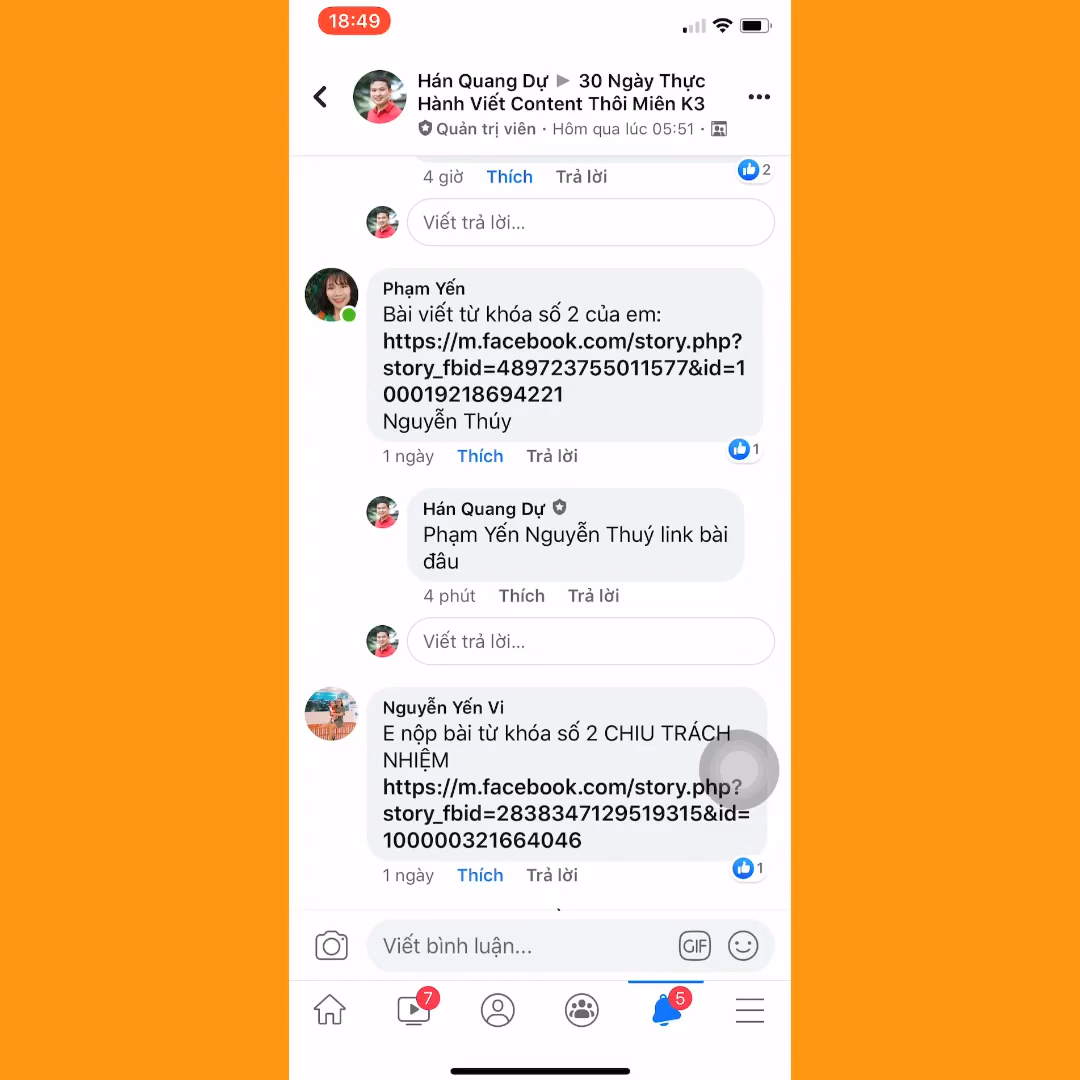 18:49
Hán Quang Dự ▶ 30 Ngày Thực
Hành Viết Content Thôi Miên K3
Quản trị viên · Hôm qua lúc 05:51 ·
4 giờ Thích Trả lời 2
Viết trả lời...
Phạm Yến
Bài viết từ khóa số 2 của em:
https://m.facebook.com/story.php?
story_fbid=489723755011577&id=1
00019218694221
Nguyễn Thúy
1 ngày Thích Trả lời 1
Hán Quang Dự
Phạm Yến Nguyễn Thuý link bài
đâu
4 phút Thích Trả lời
Viết trả lời...
Nguyễn Yến Vi
E nộp bài từ khóa số 2 CHIU TRÁCH
NHIỆM
https://m.facebook.com/story.php?
story_fbid=2838347129519315&id=
100000321664046
1 ngày Thích Trả lời 1
Viết bình luận...
GIF
7
5